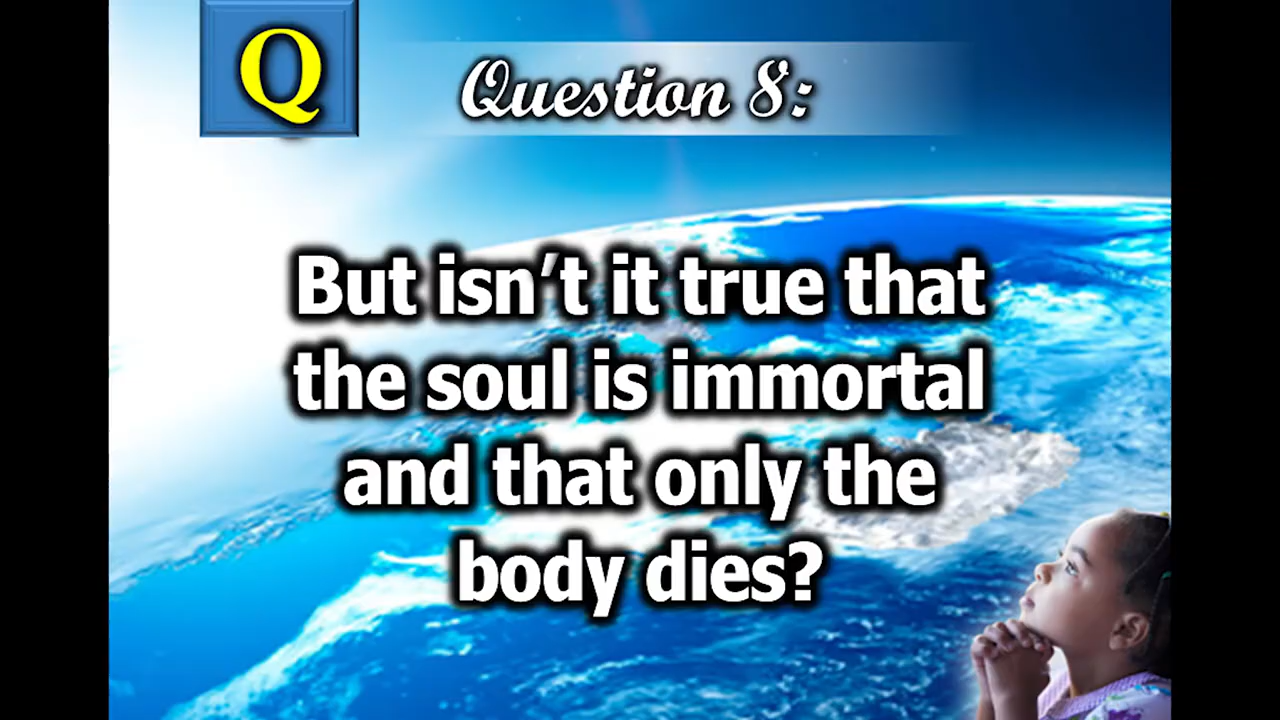 Q
Question 8:
But isn't it true that
the soul is immortal
and that only the
body dies?